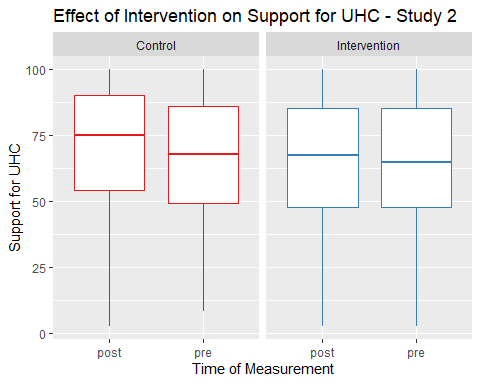 Effect of Intervention on Support for UHC - Study 2
Control
Intervention
Support for UHC
100
75
50
25
0
post
pre
post
pre
Time of Measurement